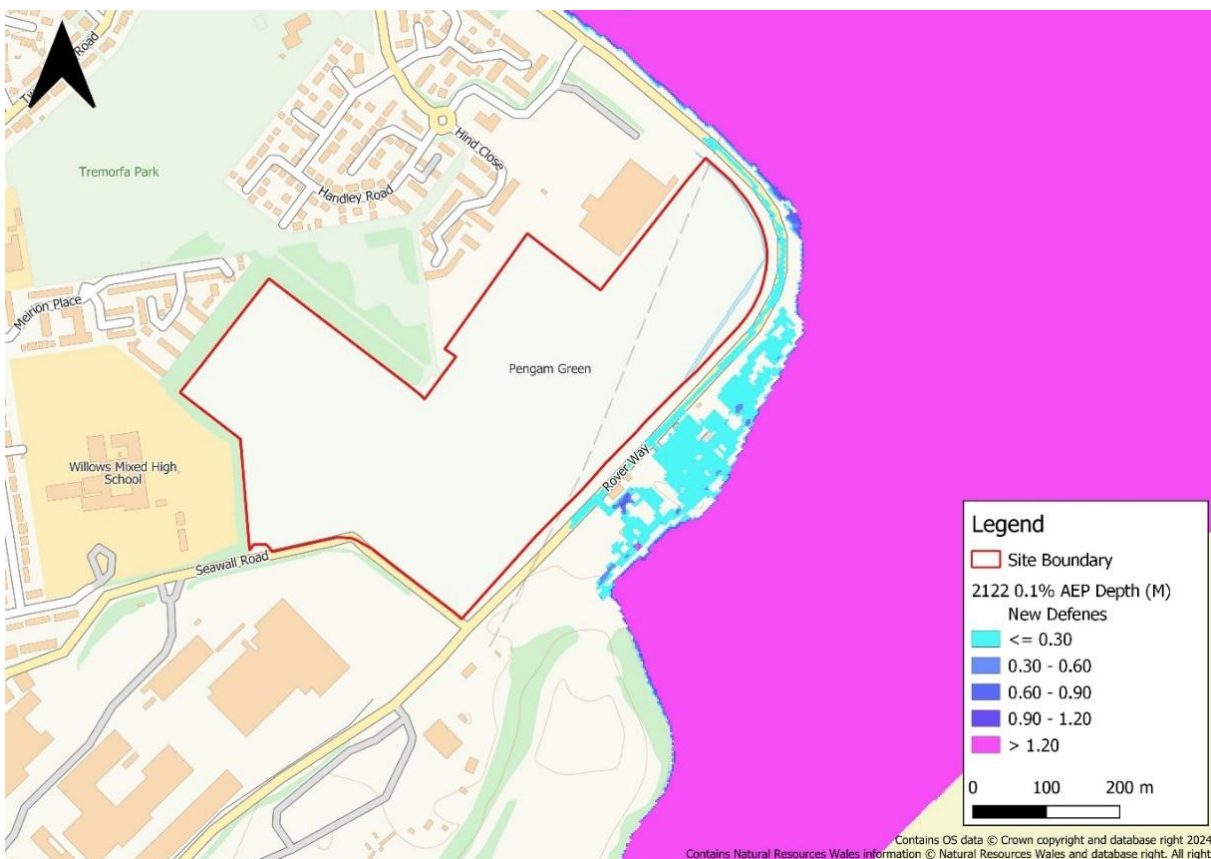 Road
Tremorfa Park
Hind Close
Handley Road
Meirion Place
Pengam Green
Rover Way
Willows Mixed High
School
Seawall Road
Legend
Site Boundary
2122 0.1% AEP Depth (M)
New Defenes
<= 0.30
0.30 - 0.60
0.60 - 0.90
0.90 - 1.20
> 1.20
0 100 200 m
Contains OS data © Crown copyright and database right 2024
Contains Natural Resources Wales information © Natural Resources Wales and database right. All right